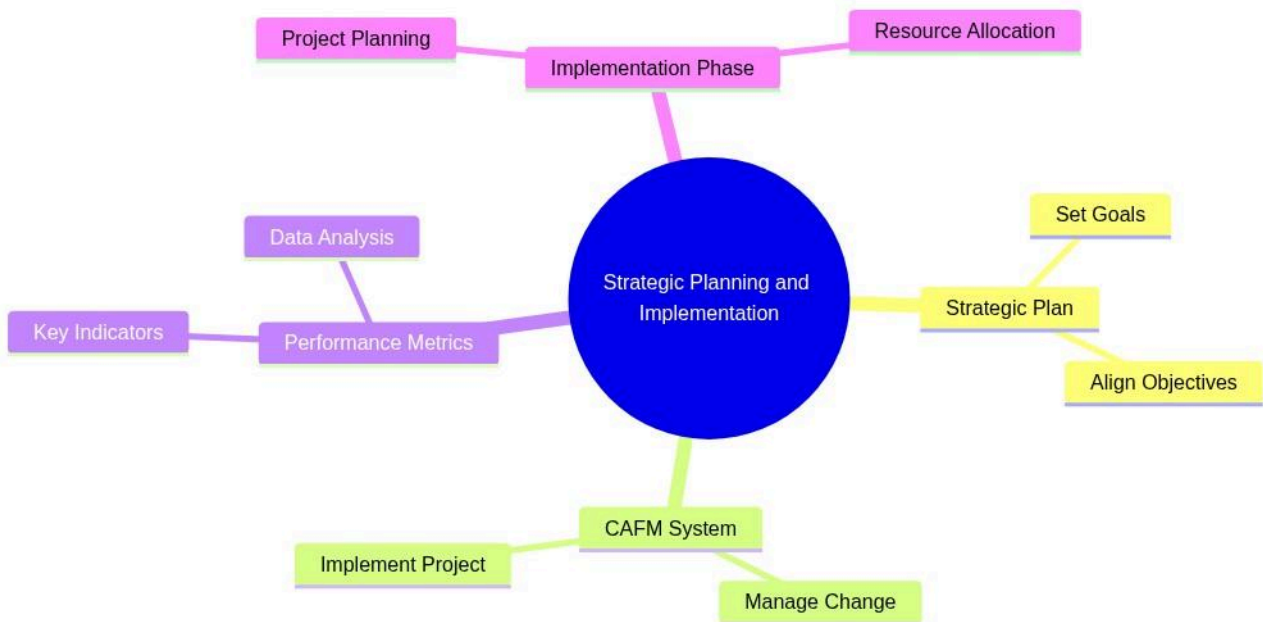 Project Planning
Implementation Phase
Resource Allocation
Data Analysis
Key Indicators
Performance Metrics
Strategic Planning and
Implementation
Set Goals
Strategic Plan
Align Objectives
CAFM System
Implement Project
Manage Change